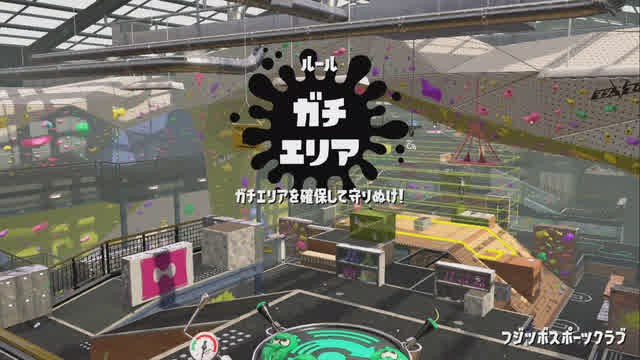 ルール
ガチ
エリア
ガチエリアを確保して守りぬけ!
フジツボスポーツクラブ